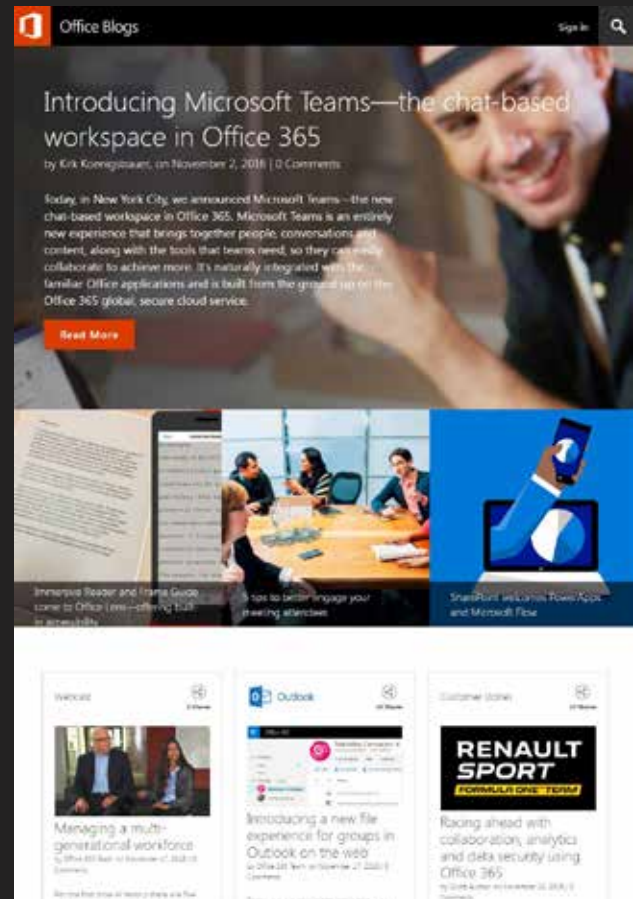 Office Blogs
Sign in
Introducing Microsoft Teams—the chat-based
workspace in Office 365
by Kirk Koenigsbauer, on November 2, 2016 | 0 Comments
Today, in New York City, we announced Microsoft Teams—the new
chat-based workspace in Office 365. Microsoft Teams is an entirely
new experience that brings together people, conversations and
content, along with the tools that teams need, so they can easily
collaborate to achieve more. It's naturally integrated with the
familiar Office applications and is built from the ground up on the
Office 365 global, secure cloud service.
Read More
Immersive Reader and Frame Guide
come to Office Lens—offering built-
in accessibility
5 tips to better engage your
meeting attendees
SharePoint welcomes PowerApps
and Microsoft Flow
Webcast
Managing a multi-
generational workforce
Outlook
Introducing a new file
experience for groups in
Outlook on the web
Customer stories
RENAULT
SPORT
FORMULA ONE TEAM
Racing ahead with
collaboration, analytics
and data security using
Office 365